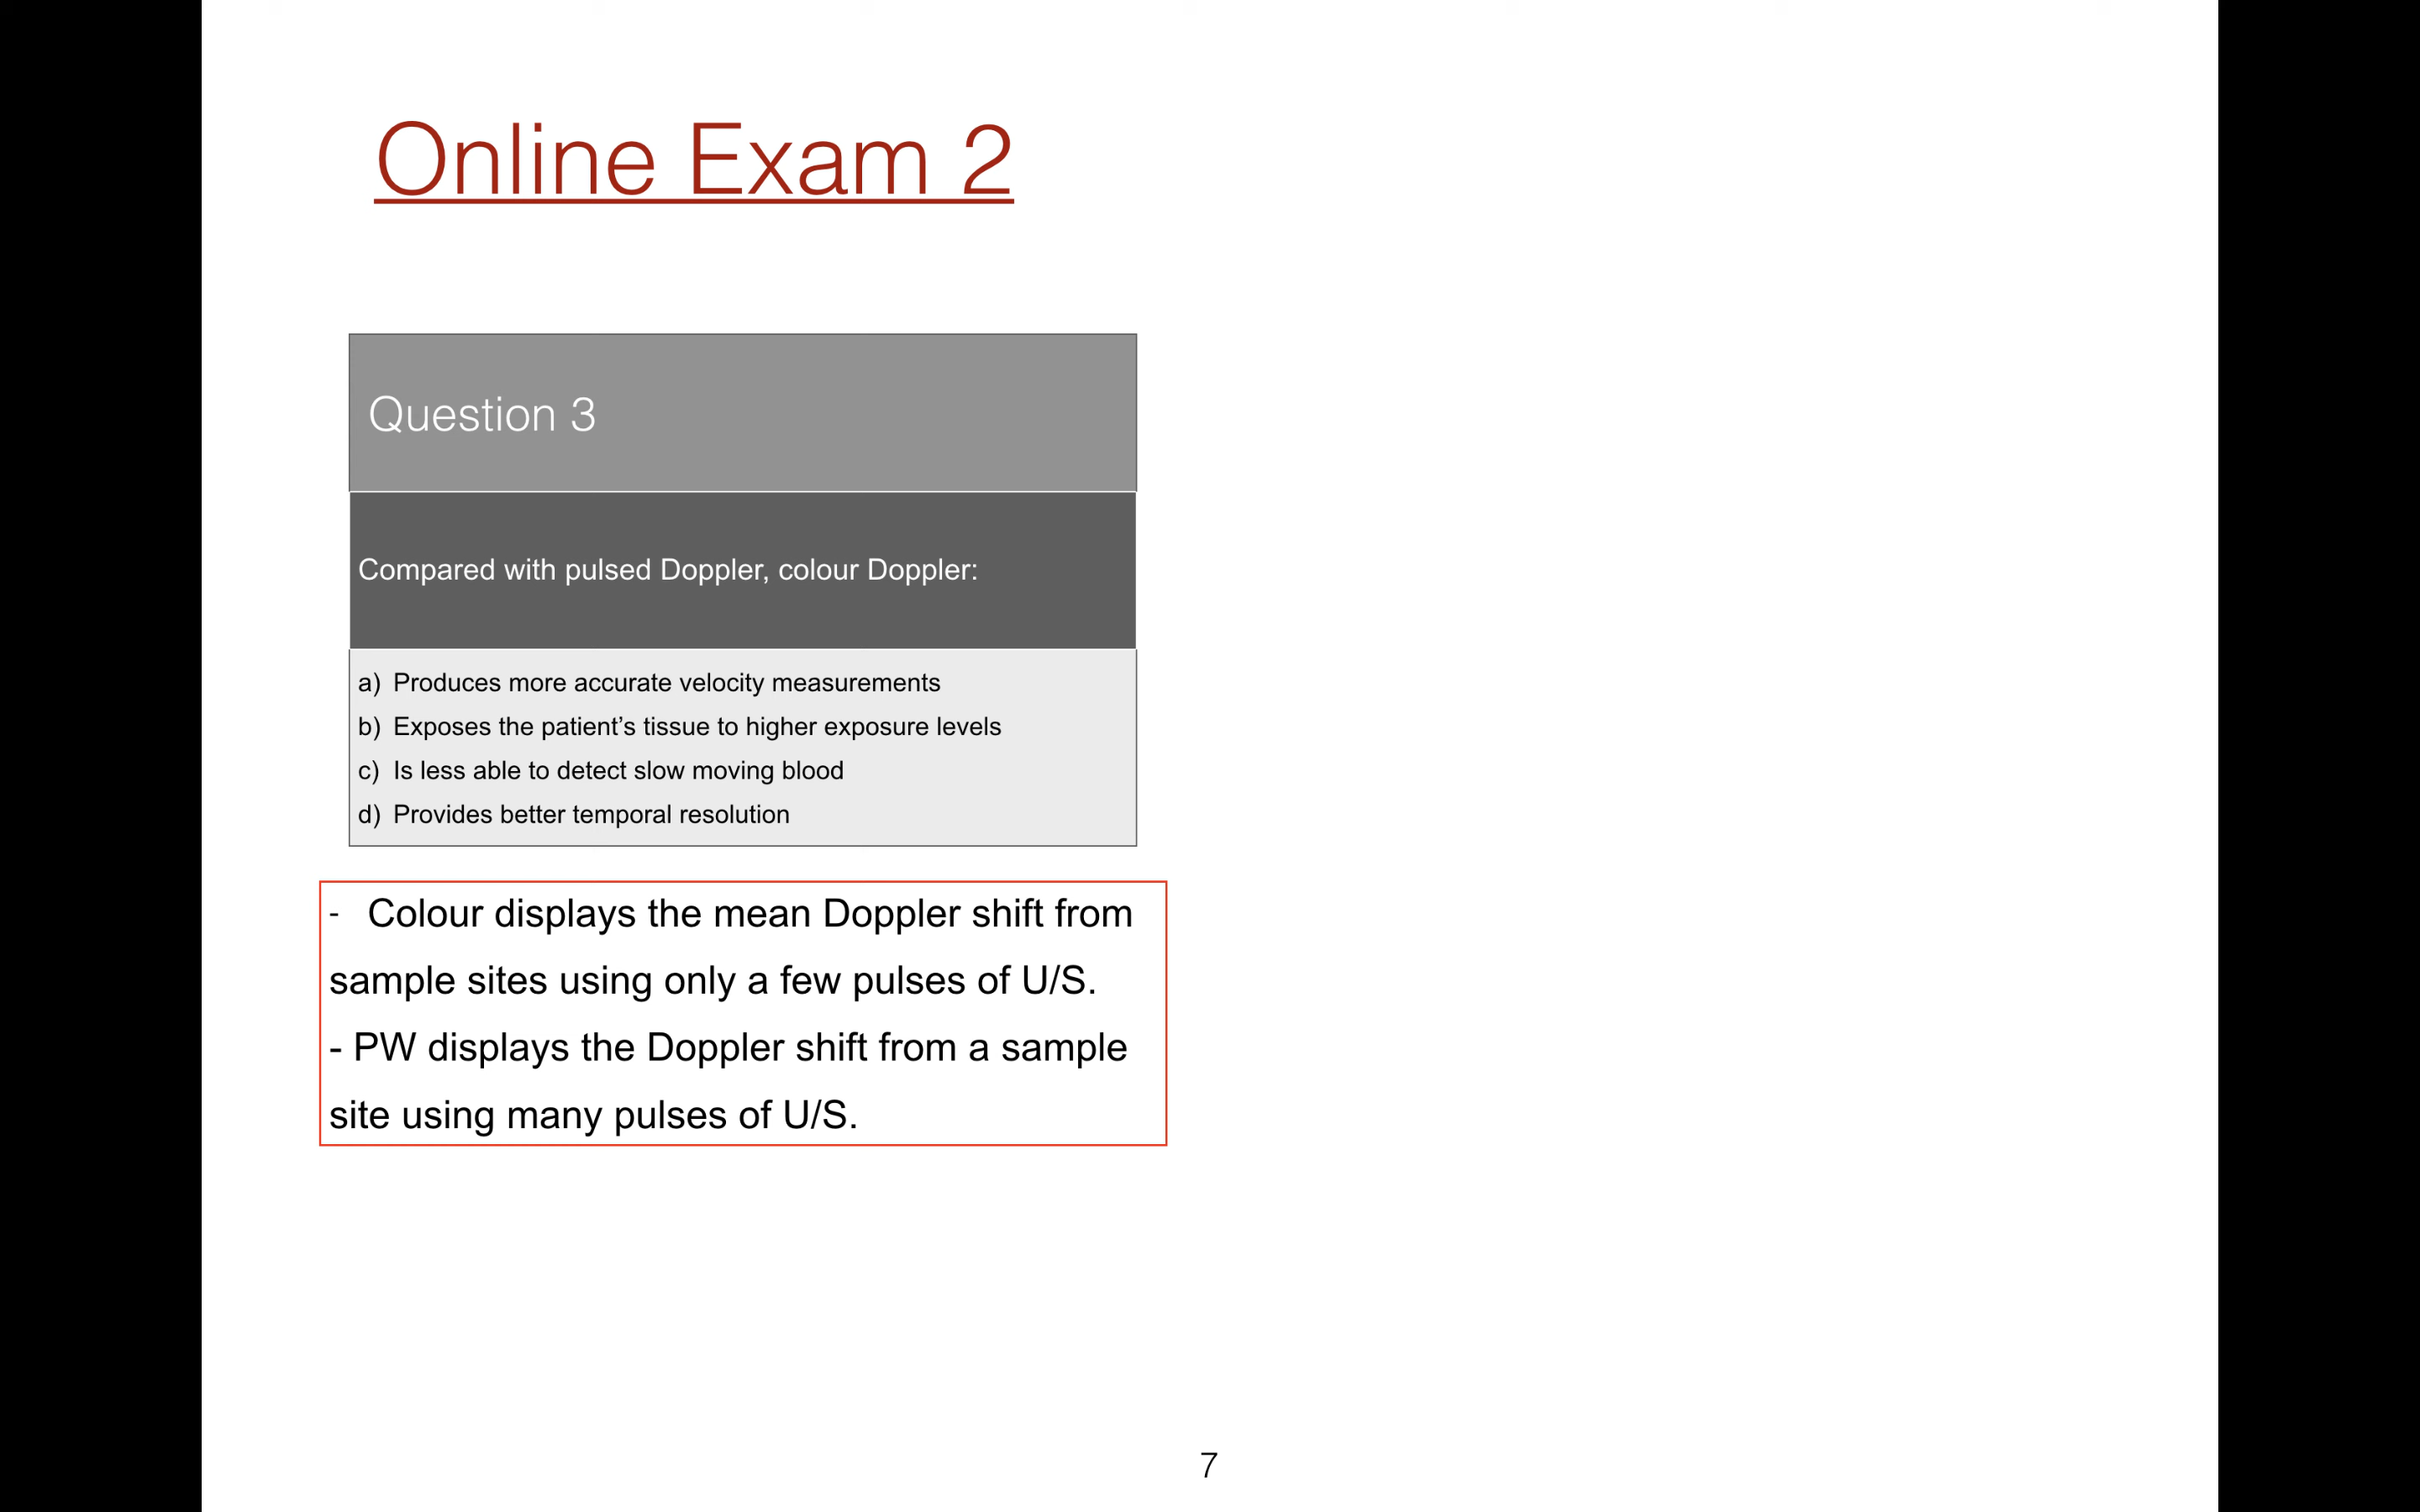 Online Exam 2
Question 3
Compared with pulsed Doppler, colour Doppler:
a) Produces more accurate velocity measurements
b) Exposes the patient’s tissue to higher exposure levels
c) Is less able to detect slow moving blood
d) Provides better temporal resolution
- Colour displays the mean Doppler shift from
sample sites using only a few pulses of U/S.
- PW displays the Doppler shift from a sample
site using many pulses of U/S.
7